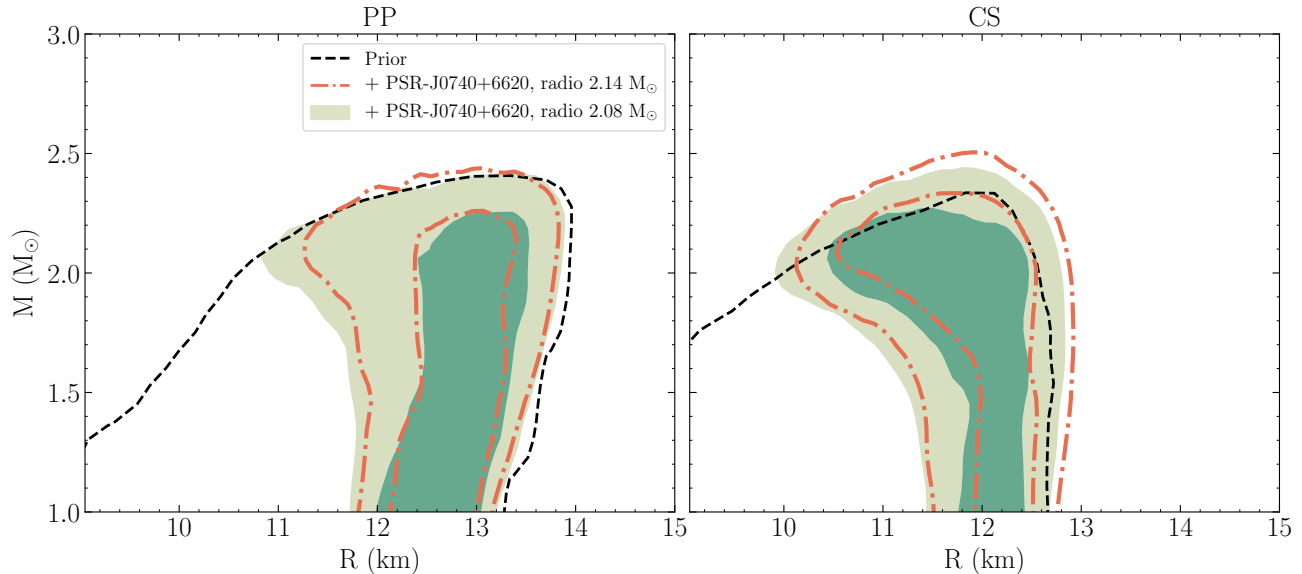 PP
CS
3.0
2.5
2.0
1.5
1.0
M (M⊙)
Prior
+ PSR-J0740+6620, radio 2.14 M⊙
+ PSR-J0740+6620, radio 2.08 M⊙
10 11 12 13 14 15
10 11 12 13 14 15
R (km)
R (km)